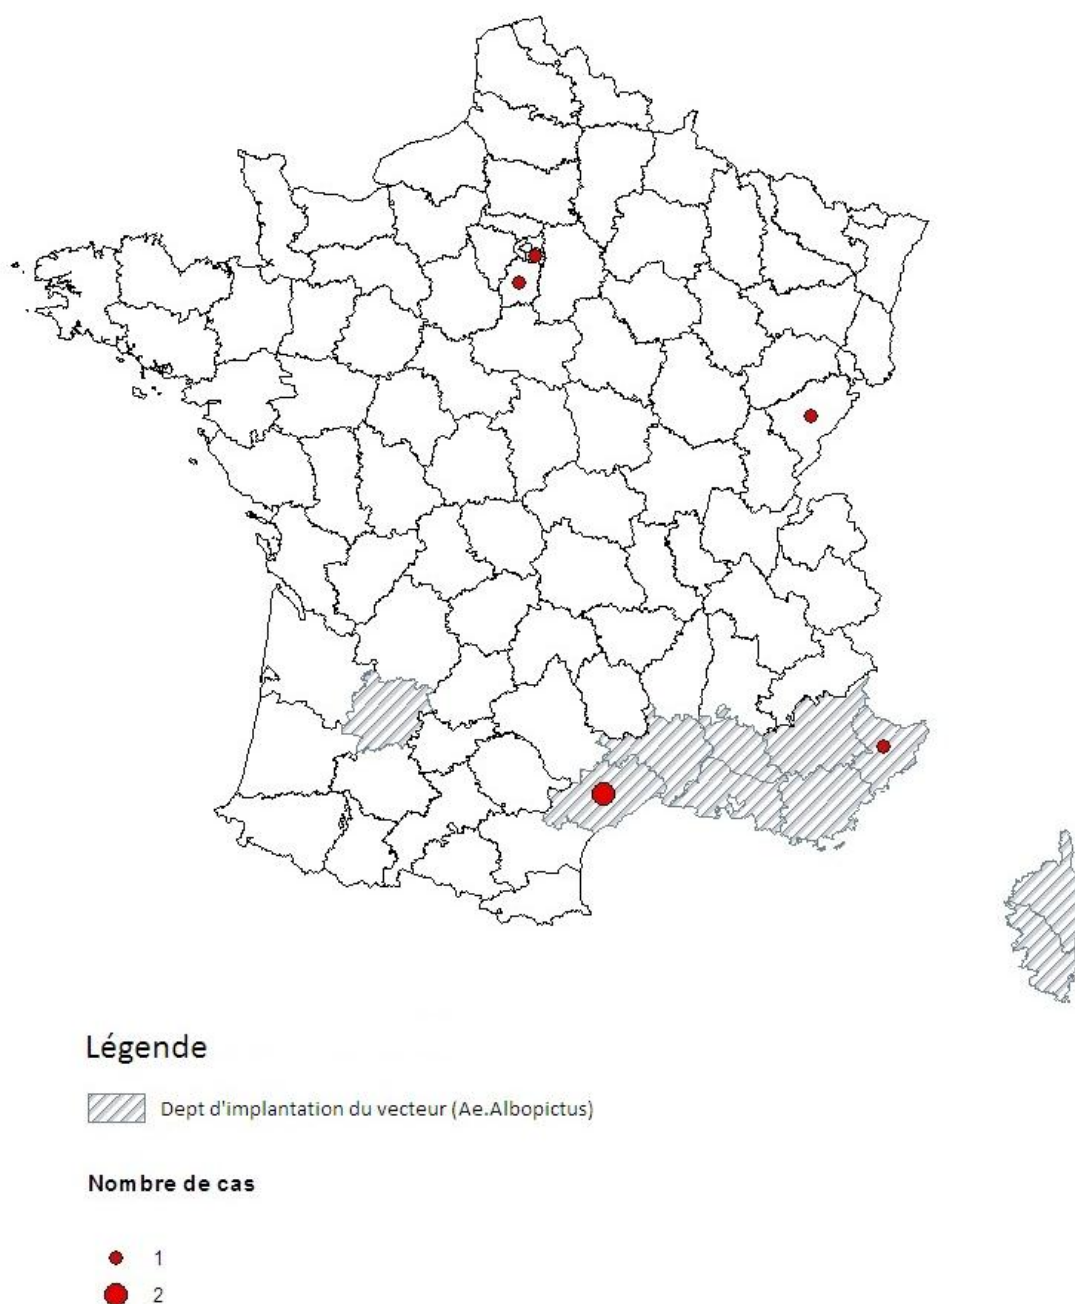 Légende
Dept d'implantation du vecteur (Ae.Albopictus)
Nombre de cas
1
2